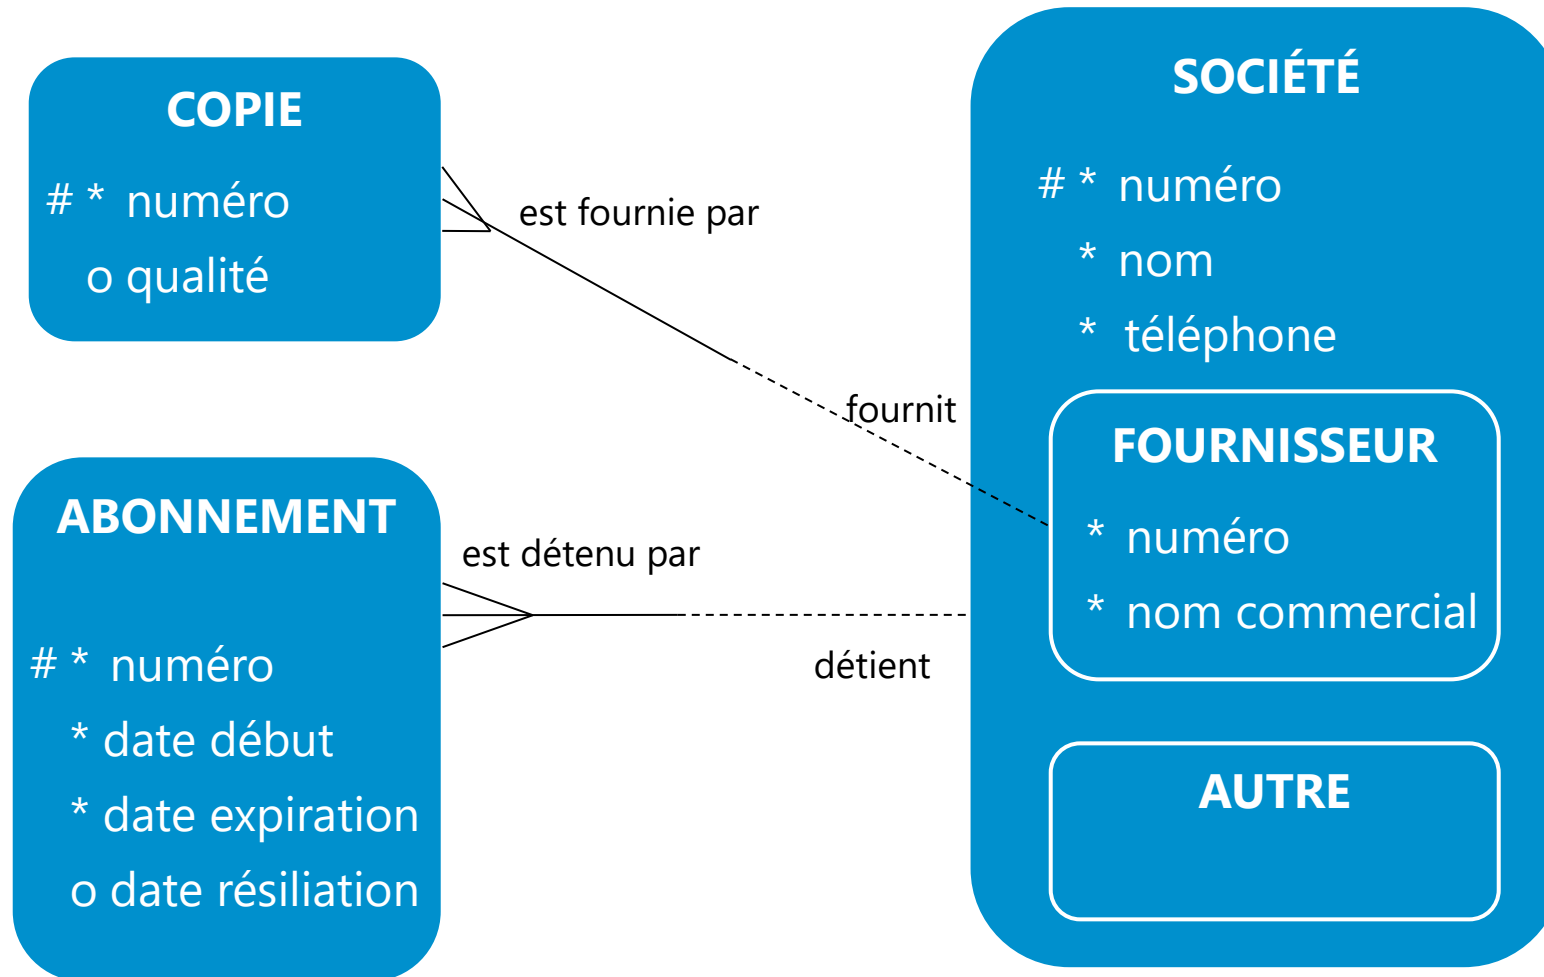 COPIE
# * numéro
o qualité
est fournie par
fournit
ABONNEMENT
# * numéro
* date début
* date expiration
o date résiliation
est détenu par
détient
SOCIÉTÉ
# * numéro
* nom
* téléphone
FOURNISSEUR
* numéro
* nom commercial
AUTRE